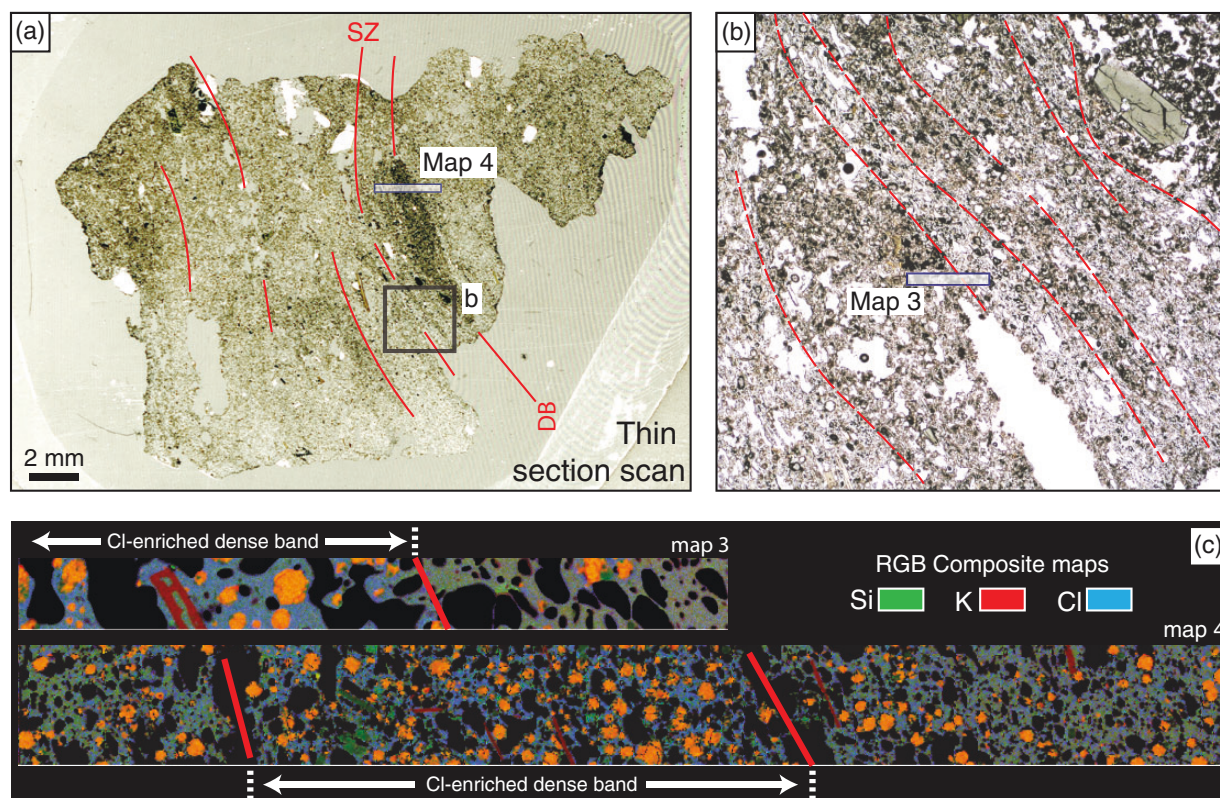 (a)
SZ
Map 4
b
DB
2 mm
Thin
section scan
(b)
Map 3
Cl-enriched dense band
map 3
(c)
RGB Composite maps
Si K Cl
map 4
Cl-enriched dense band